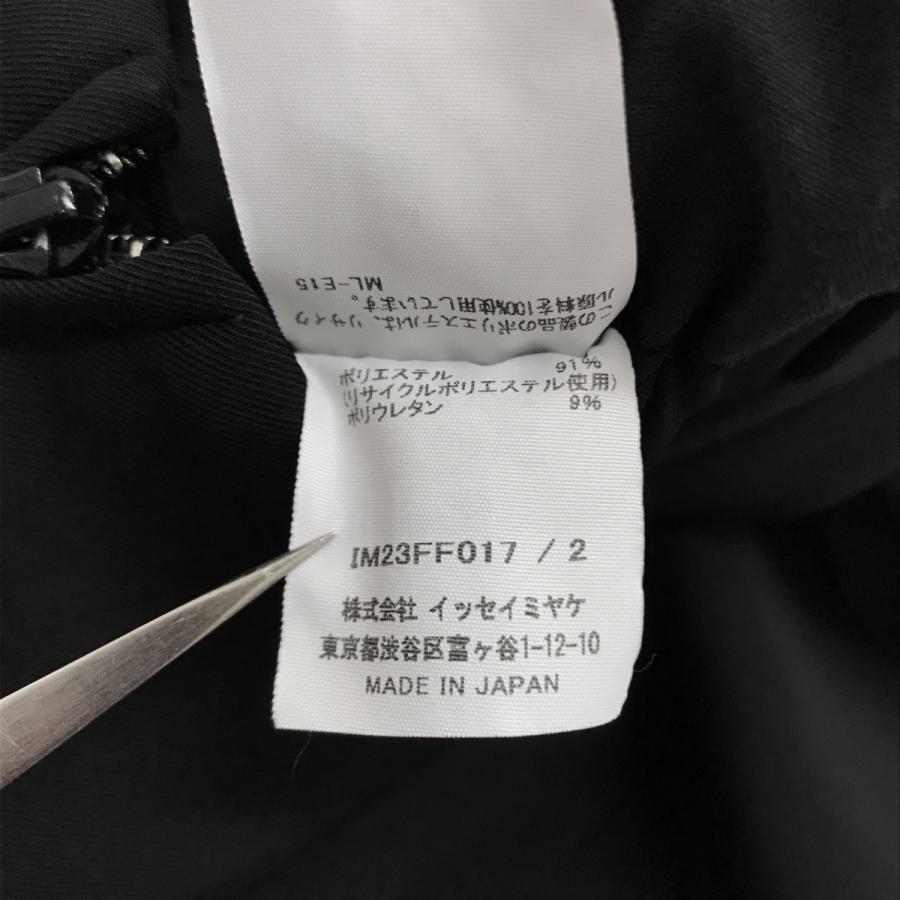 この製品のポリエステルは、リサイク
ル原料を100%使用しています。
ML-E15
ポリエステル 91%
(リサイクルポリエステル使用)
ポリウレタン 9%
IM23FF017 / 2
株式会社 イッセイミヤケ
東京都渋谷区富ヶ谷1-12-10
MADE IN JAPAN